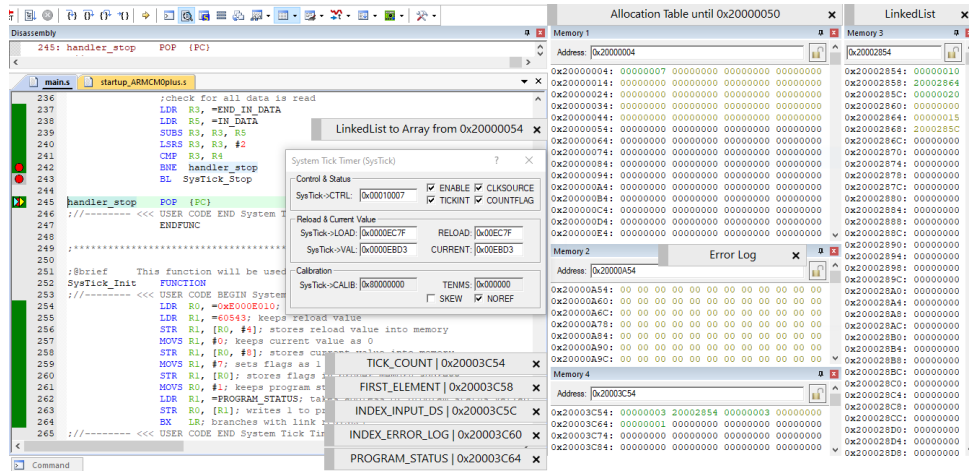 Allocation Table until 0x20000050
LinkedList
Disassembly
245: handler_stop POP {PC}
main.s
startup_ARMCM0plus.s
236 ;check for all data is read
237 LDR R3, =END_IN_DATA
238 LDR R5, =IN_DATA
239 SUBS R3, R3, R5
240 LSRS R3, R3, #2
241 CMP R3, R4
242 BNE handler_stop
243 BL SysTick_Stop
244
245 handler_stop POP {PC}
246 ;//-------- <<< USER CODE END System T
247 ENDFUNC
248
249
250
251 ;@brief This function will be used
252 SysTick_Init FUNCTION
253 ;//-------- <<< USER CODE BEGIN System
254 LDR R0, =0xE000E010;
255 LDR R1, =60543; keeps reload value
256 STR R1, [R0, #4]; stores reload value into memory
257 MOVS R1, #0; keeps current value as 0
258 STR R1, [R0, #8]; stores current value into memory
259 MOVS R1, #7; sets flags as 1
260 STR R1, [R0]; stores flags
261 MOVS R0, #1; keeps program st
262 LDR R1, =PROGRAM_STATUS;
263 STR R0, [R1]; writes 1 to p
264 BX LR; branches with link
265 ;//-------- <<< USER CODE END System Tick Ti
Command
LinkedList to Array from 0x20000054
System Tick Timer (SysTick)
Control & Status
SysTick->CTRL: 0x00010007
ENABLE CLKSOURCE
TICKINT COUNTFLAG
Reload & Current Value
SysTick->LOAD: 0x0000EC7F RELOAD: 0x00EC7F
SysTick->VAL: 0x0000EBD3 CURRENT: 0x00EBD3
Calibration
SysTick->CALIB: 0x80000000 TENMS: 0x000000
SKEW NOREF
TICK_COUNT | 0x20003C54
FIRST_ELEMENT | 0x20003C58
INDEX_INPUT_DS | 0x20003C5C
INDEX_ERROR_LOG | 0x20003C60
PROGRAM_STATUS | 0x20003C64
Memory 1
Address: 0x20000004
0x20000004: 00000007 00000000 00000000 00000000
0x20000014: 00000000 00000000 00000000 00000000
0x20000024: 00000000 00000000 00000000 00000000
0x20000034: 00000000 00000000 00000000 00000000
0x20000044: 00000000 00000000 00000000 00000000
0x20000054: 00000000 00000000 00000000 00000000
0x20000064: 00000000 00000000 00000000 00000000
0x20000074: 00000000 00000000 00000000 00000000
0x20000084: 00000000 00000000 00000000 00000000
0x20000094: 00000000 00000000 00000000 00000000
0x200000A4: 00000000 00000000 00000000 00000000
0x200000B4: 00000000 00000000 00000000 00000000
0x200000C4: 00000000 00000000 00000000 00000000
0x200000D4: 00000000 00000000 00000000 00000000
0x200000E4: 00000000 00000000 00000000 00000000
Memory 2
Error Log
Address: 0x20000A54
0x20000A54: 00 00 00 00 00 00 00 00 00 00 00 00
0x20000A60: 00 00 00 00 00 00 00 00 00 00 00 00
0x20000A6C: 00 00 00 00 00 00 00 00 00 00 00 00
0x20000A78: 00 00 00 00 00 00 00 00 00 00 00 00
0x20000A84: 00 00 00 00 00 00 00 00 00 00 00 00
0x20000A90: 00 00 00 00 00 00 00 00 00 00 00 00
0x20000A9C: 00 00 00 00 00 00 00 00 00 00 00 00
Memory 4
Address: 0x20003C54
0x20003C54: 00000003 20002854 00000003 00000000
0x20003C64: 00000001 00000000 00000000 00000000
0x20003C74: 00000000 00000000 00000000 00000000
0x20003C84: 00000000 00000000 00000000 00000000
Memory 3
Address: 0x20002854
0x20002854: 00000010
0x20002858: 20002864
0x2000285C: 00000020
0x20002860: 00000000
0x20002864: 00000015
0x20002868: 2000285C
0x2000286C: 00000000
0x20002870: 00000000
0x20002874: 00000000
0x20002878: 00000000
0x2000287C: 00000000
0x20002880: 00000000
0x20002884: 00000000
0x20002888: 00000000
0x2000288C: 00000000
0x20002890: 00000000
0x20002894: 00000000
0x20002898: 00000000
0x2000289C: 00000000
0x200028A0: 00000000
0x200028A4: 00000000
0x200028A8: 00000000
0x200028AC: 00000000
0x200028B0: 00000000
0x200028B4: 00000000
0x200028B8: 00000000
0x200028BC: 00000000
0x200028C0: 00000000
0x200028C4: 00000000
0x200028C8: 00000000
0x200028CC: 00000000
0x200028D0: 00000000
0x200028D4: 00000000
0x200028D8: 00000000